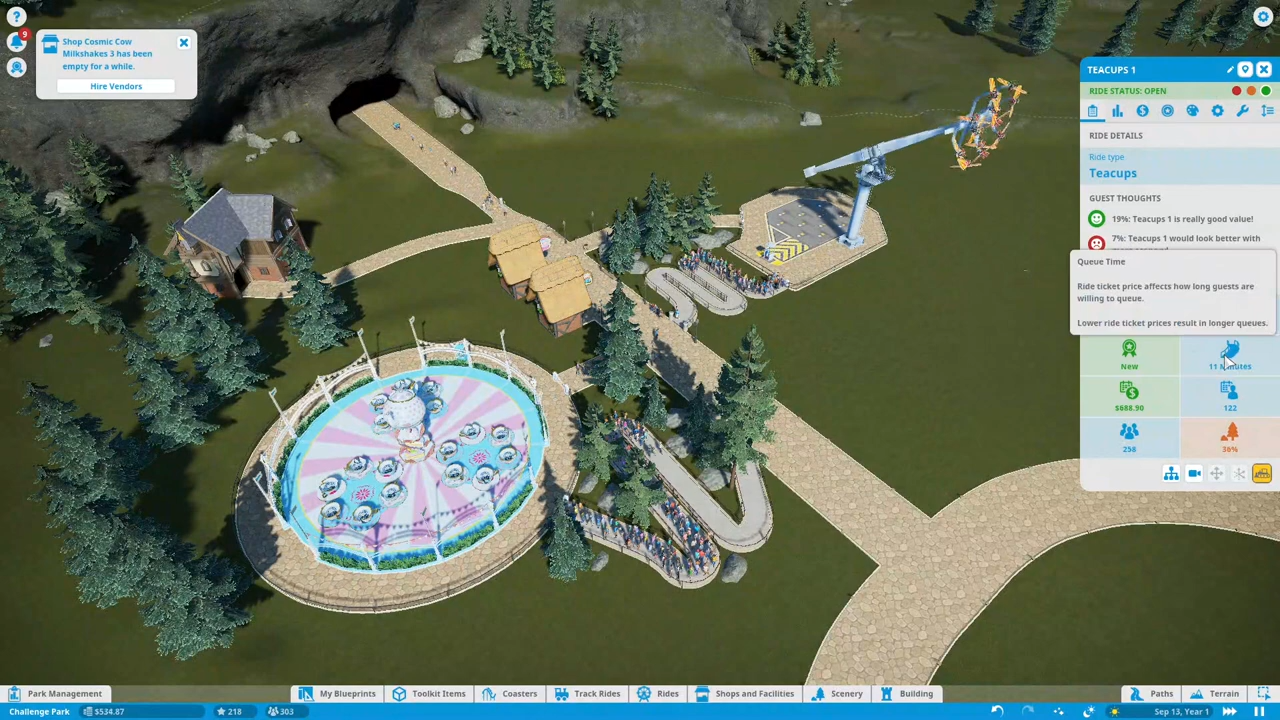 ?
9
Shop Cosmic Cow
Milkshakes 3 has been
empty for a while.
Hire Vendors
TEACUPS 1
RIDE STATUS: OPEN
RIDE DETAILS
Ride type
Teacups
GUEST THOUGHTS
19%: Teacups 1 is really good value!
7%: Teacups 1 would look better with
Queue Time
Ride ticket price affects how long guests are
willing to queue.
Lower ride ticket prices result in longer queues.
New
11 Minutes
$688.90
122
258
36%
Park Management
My Blueprints
Toolkit Items
Coasters
Track Rides
Rides
Shops and Facilities
Scenery
Building
Paths
Terrain
Challenge Park
$534.87
218
303
Sep 13, Year 1